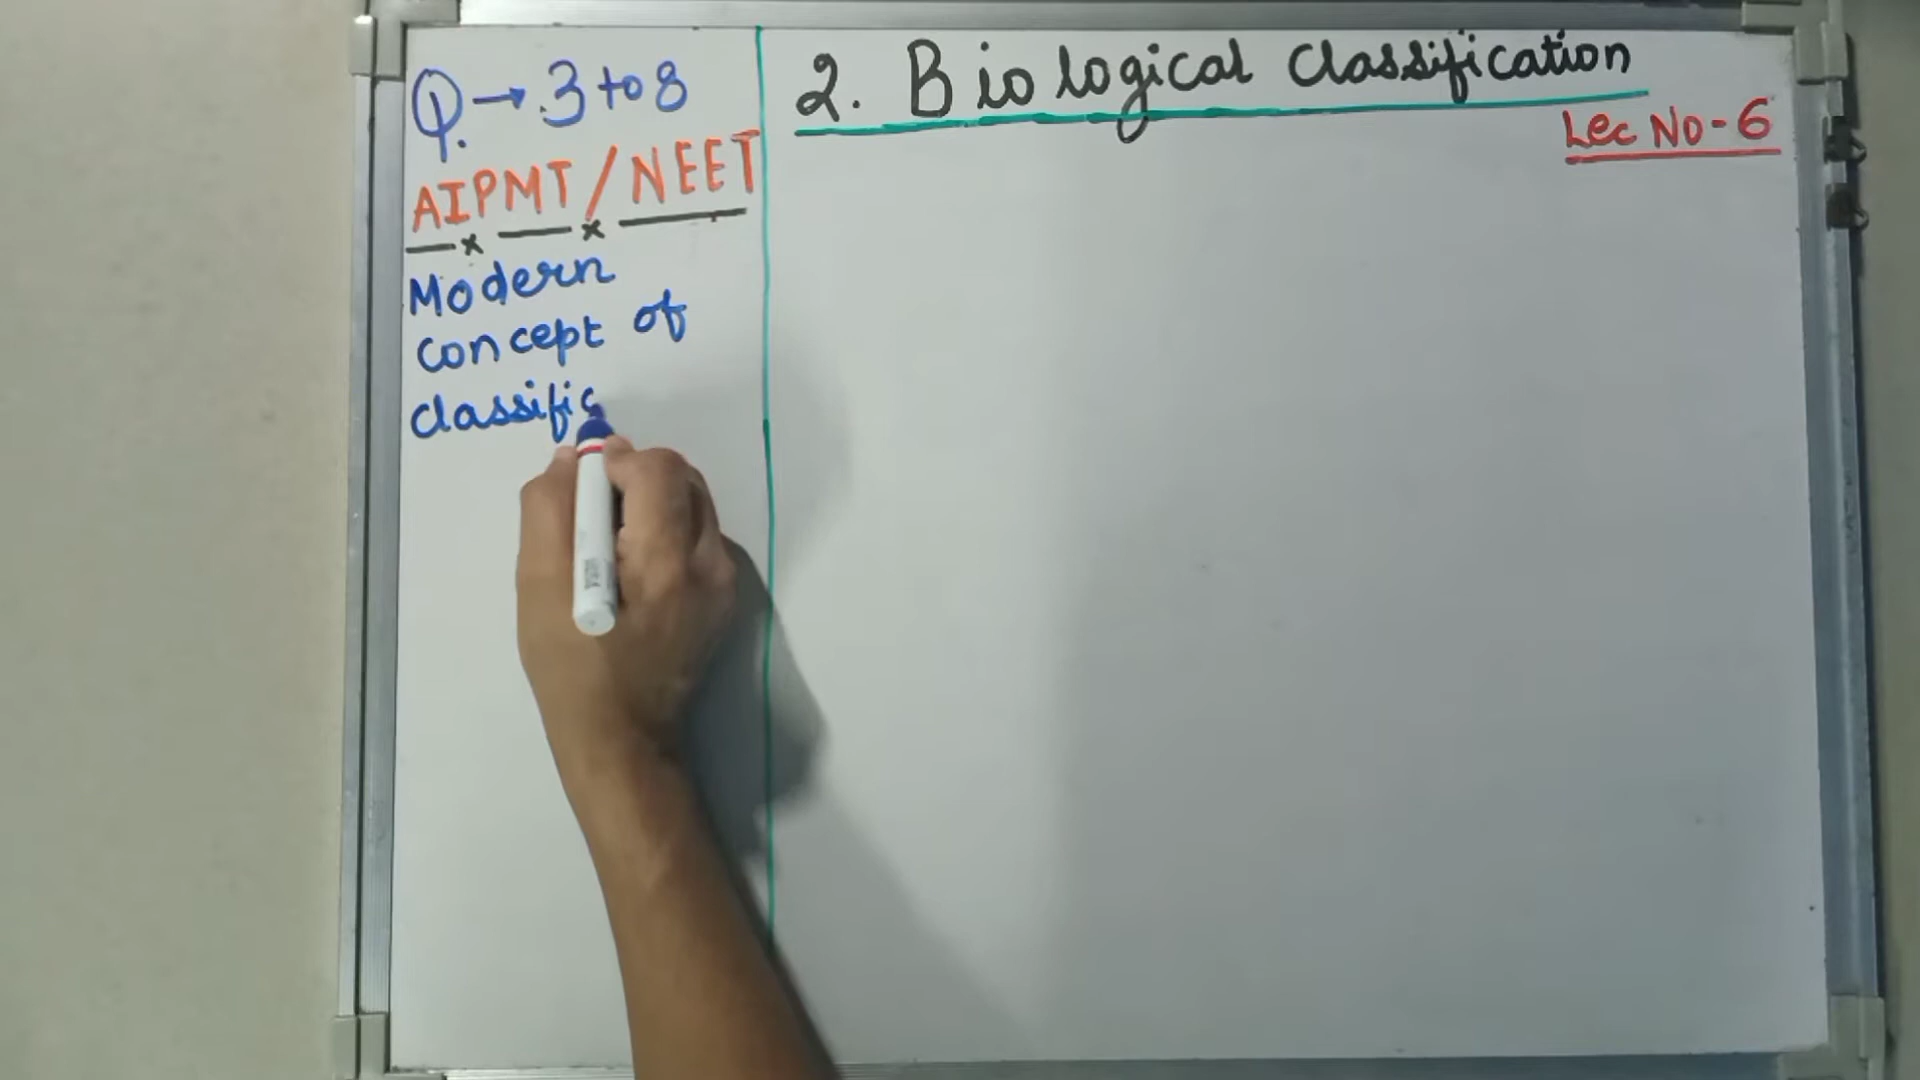 Q. → 3 to 8
AIPMT / NEET
Modern
concept of
classific
2. Biological Classification
Lec No - 6